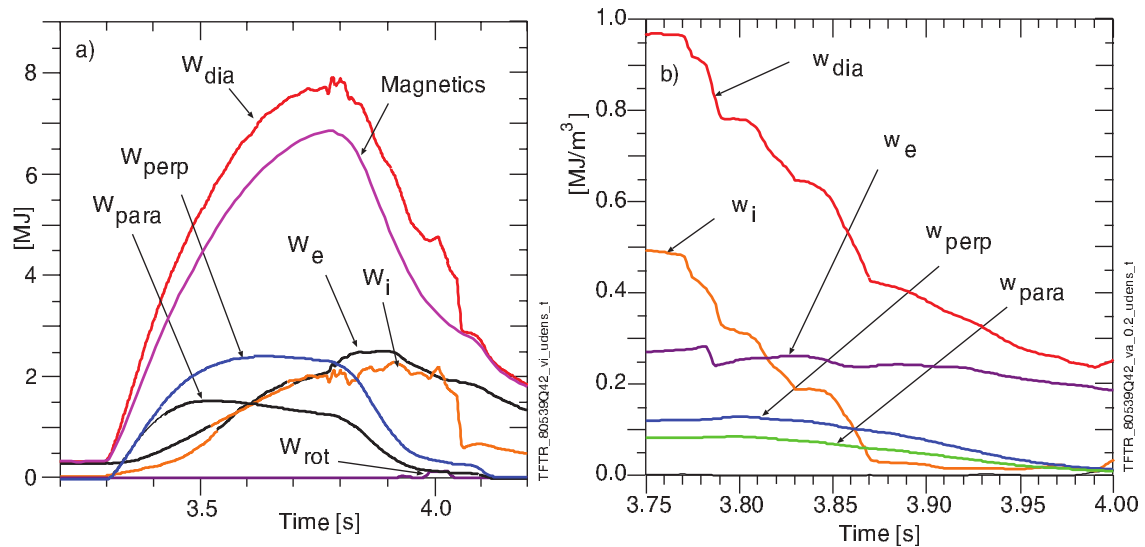 a)
W dia
Magnetics
W perp
W para
W e
W i
W rot
[MJ]
8
6
4
2
0
3.5
4.0
Time [s]
TFTR_80539Q42_vi_udens_t
b)
w dia
w e
w i
w perp
w para
[MJ/m³]
1.0
0.8
0.6
0.4
0.2
0.0
3.75
3.80
3.85
3.90
3.95
4.00
Time [s]
TFTR_80539Q42_va_0.2_udens_t